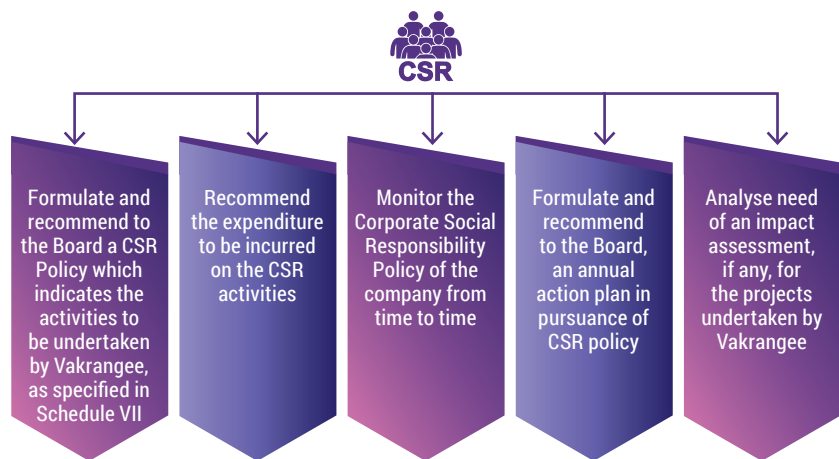 CSR
Formulate and
recommend to
the Board a CSR
Policy which
indicates the
activities to
be undertaken
by Vakrangee,
as specified in
Schedule VII
Recommend
the expenditure
to be incurred
on the CSR
activities
Monitor the
Corporate Social
Responsibility
Policy of the
company from
time to time
Formulate and
recommend
to the Board,
an annual
action plan in
pursuance of
CSR policy
Analyse need
of an impact
assessment,
if any, for
the projects
undertaken by
Vakrangee